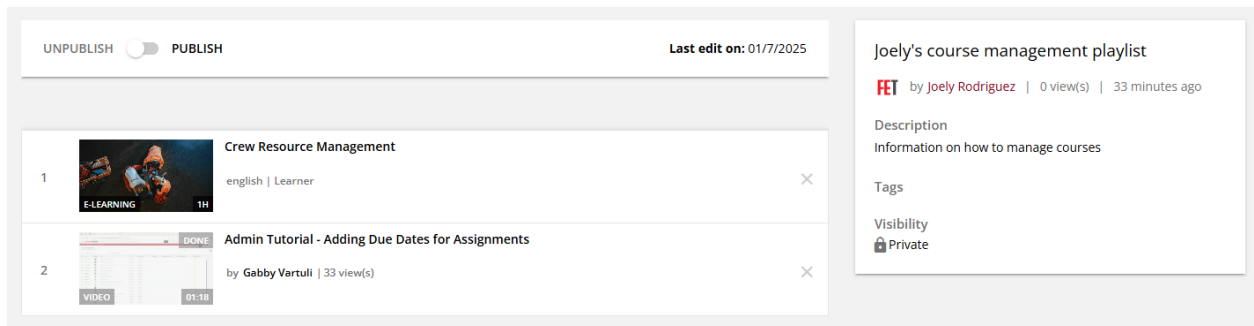 UNPUBLISH PUBLISH Last edit on: 01/7/2025
1
Crew Resource Management
english | Learner
E-LEARNING 1H
2
DONE
Admin Tutorial - Adding Due Dates for Assignments
by Gabby Vartuli | 33 view(s)
VIDEO 01:18
Joely's course management playlist
FET by Joely Rodriguez | 0 view(s) | 33 minutes ago
Description
Information on how to manage courses
Tags
Visibility
Private